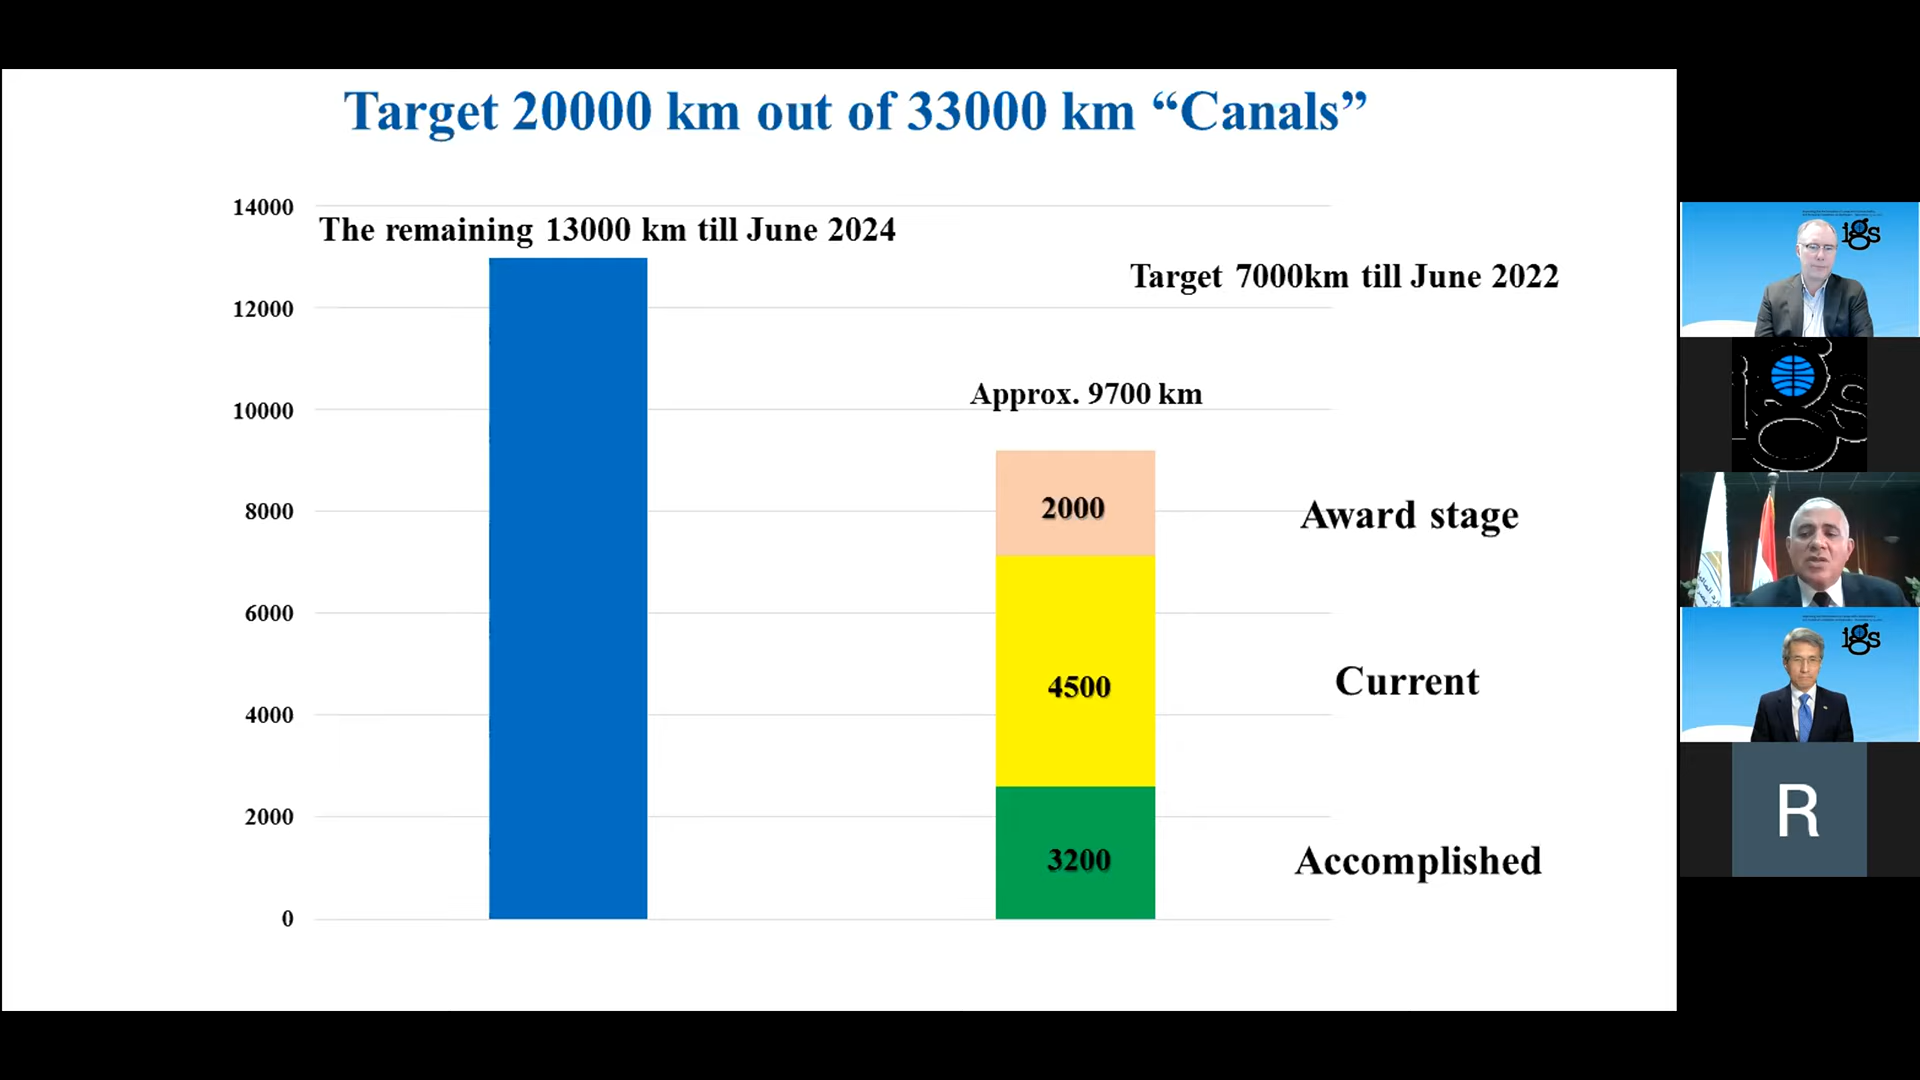 Target 20000 km out of 33000 km “Canals”
14000
The remaining 13000 km till June 2024
Target 7000km till June 2022
12000
Approx. 9700 km
10000
8000
2000
Award stage
6000
4500
Current
4000
2000
3200
Accomplished
0
igs
igs
R